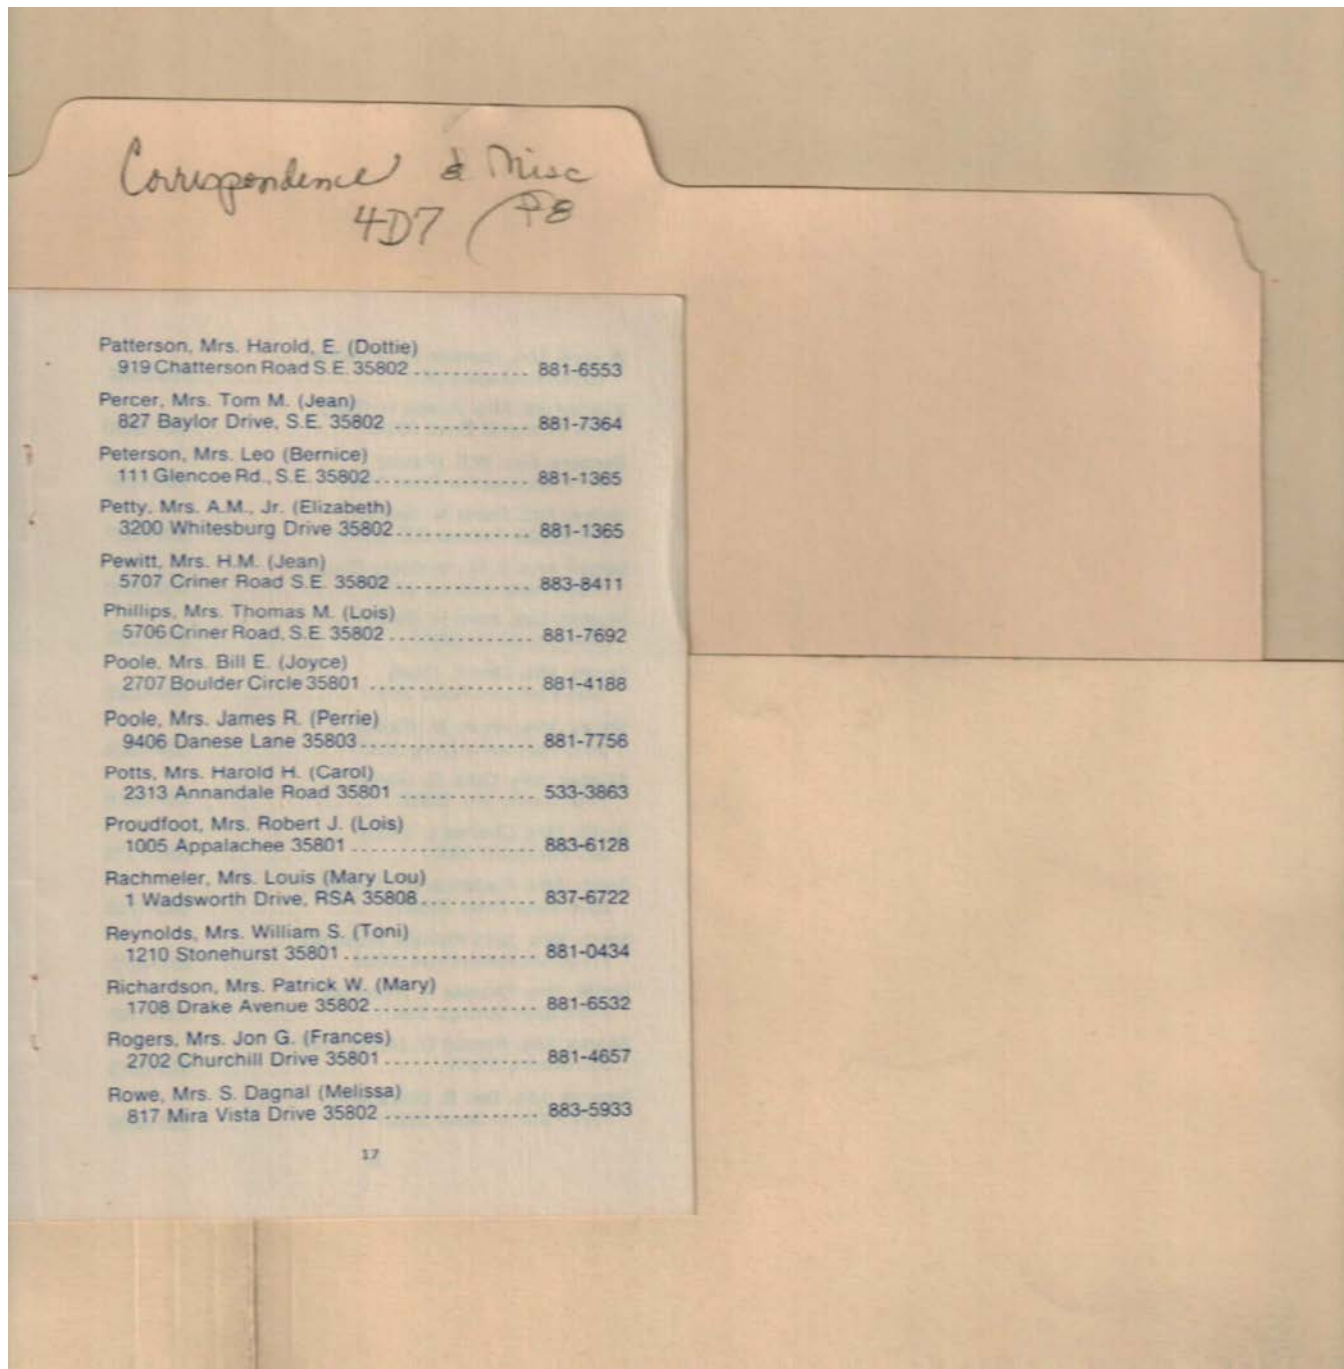 Correspondence & Misc
4D7
Patterson, Mrs. Harold, E. (Dottie)
919 Chatterson Road S.E. 35802 ............ 881-6553
Percer, Mrs. Tom M. (Jean)
827 Baylor Drive, S.E. 35802 .............. 881-7364
Peterson, Mrs. Leo (Bernice)
111 Glencoe Rd., S.E. 35802................ 881-1365
Petty, Mrs. A.M., Jr. (Elizabeth)
3200 Whitesburg Drive 35802.............. 881-1365
Pewitt, Mrs. H.M. (Jean)
5707 Criner Road S.E. 35802 .............. 883-8411
Phillips, Mrs. Thomas M. (Lois)
5706 Criner Road, S.E. 35802 ............... 881-7692
Poole, Mrs. Bill E. (Joyce)
2707 Boulder Circle 35801 ................. 881-4188
Poole, Mrs. James R. (Perrie)
9406 Danese Lane 35803.................. 881-7756
Potts, Mrs. Harold H. (Carol)
2313 Annandale Road 35801 .............. 533-3863
Proudfoot, Mrs. Robert J. (Lois)
1005 Appalachee 35801 ................... 883-6128
Rachmeler, Mrs. Louis (Mary Lou)
1 Wadsworth Drive, RSA 35808............ 837-6722
Reynolds, Mrs. William S. (Toni)
1210 Stonehurst 35801 .................... 881-0434
Richardson, Mrs. Patrick W. (Mary)
1708 Drake Avenue 35802................. 881-6532
Rogers, Mrs. Jon G. (Frances)
2702 Churchill Drive 35801 ................ 881-4657
Rowe, Mrs. S. Dagnal (Melissa)
817 Mira Vista Drive 35802 ................ 883-5933
17